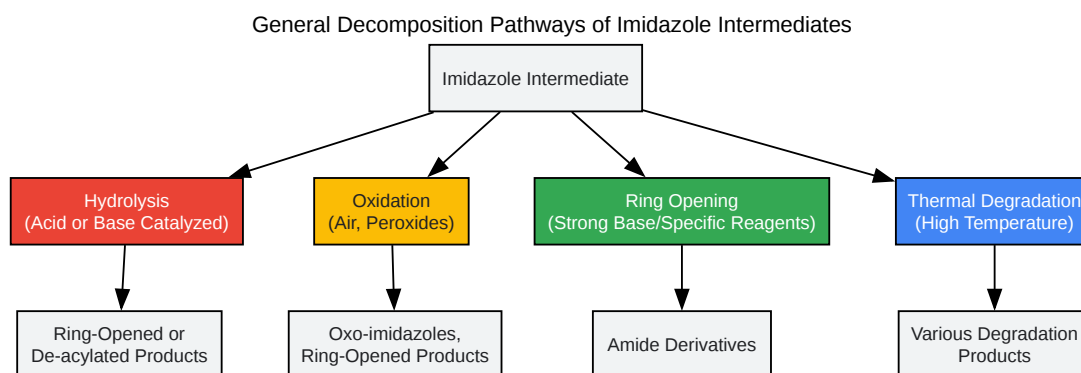 General Decomposition Pathways of Imidazole Intermediates
Imidazole Intermediate
Hydrolysis
(Acid or Base Catalyzed)
Oxidation
(Air, Peroxides)
Ring Opening
(Strong Base/Specific Reagents)
Thermal Degradation
(High Temperature)
Ring-Opened or
De-acylated Products
Oxo-imidazoles,
Ring-Opened Products
Amide Derivatives
Various Degradation
Products